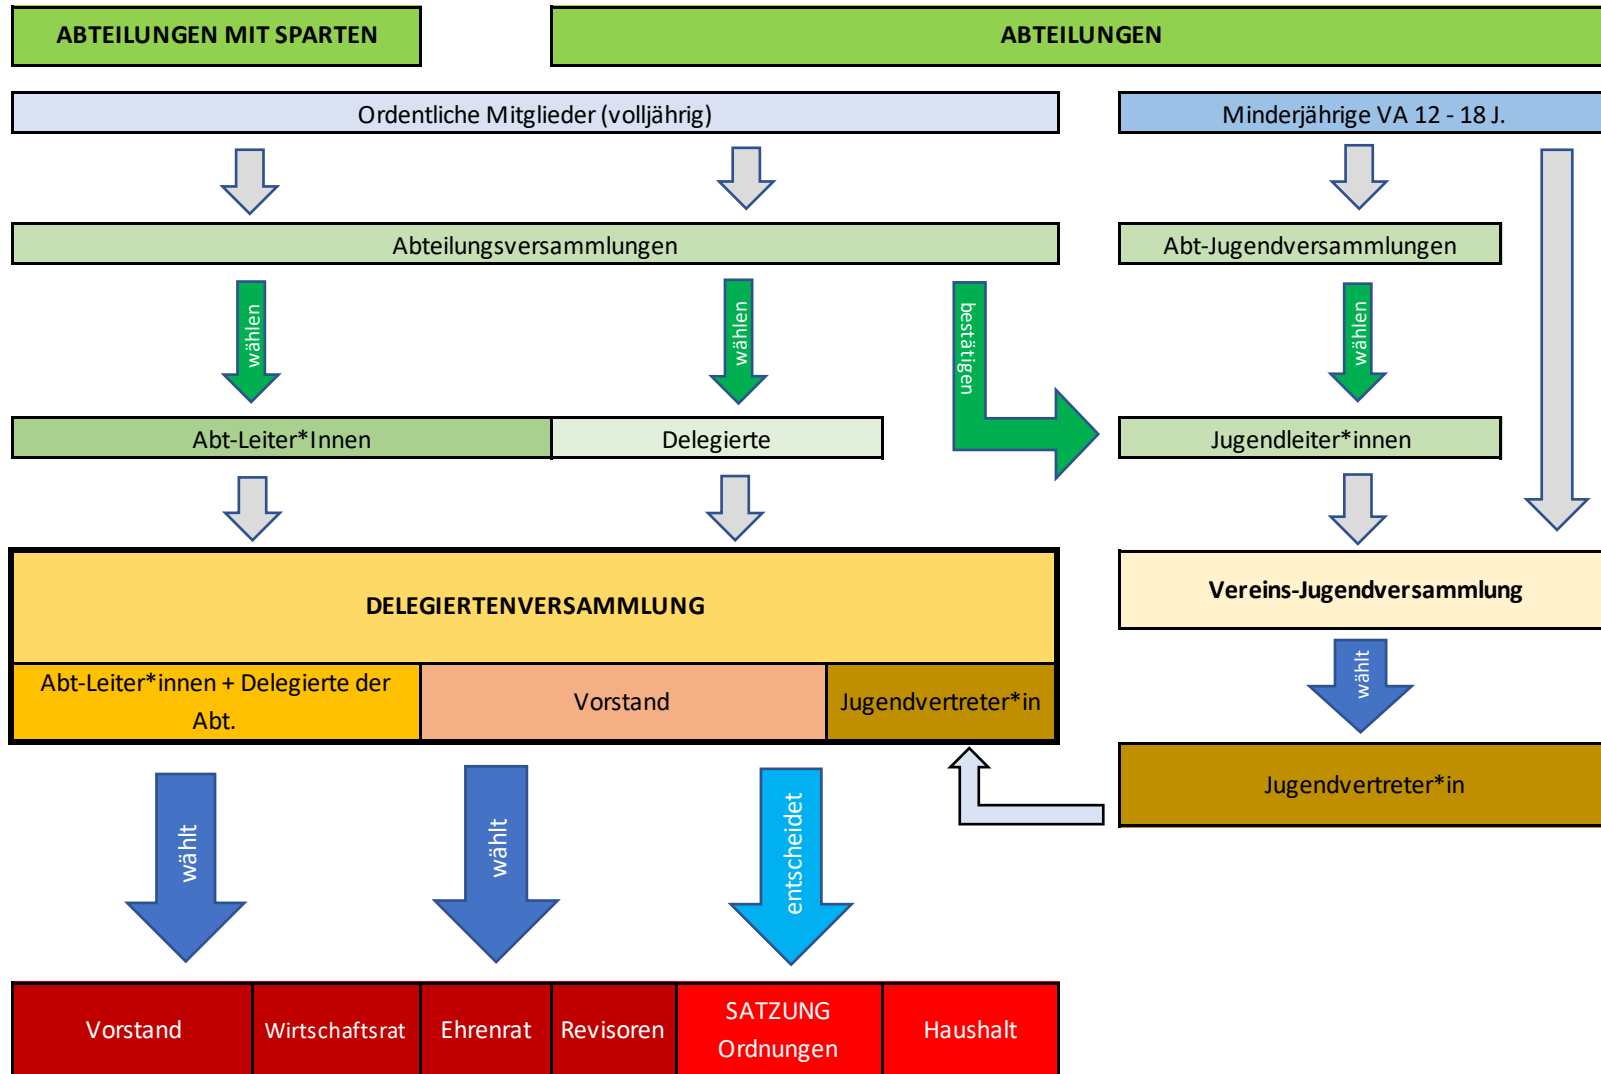 ABTEILUNGEN MIT SPARTEN
ABTEILUNGEN
Ordentliche Mitglieder (volljährig)
Minderjährige VA 12 - 18 J.
Abteilungsversammlungen
Abt-Jugendversammlungen
wählen
wählen
bestätigen
wählen
Abt-Leiter*Innen
Delegierte
Jugendleiter*innen
DELEGIERTENVERSAMMLUNG
Vereins-Jugendversammlung
Abt-Leiter*innen + Delegierte der
Abt.
Vorstand
Jugendvertreter*in
wählt
Jugendvertreter*in
wählt
wählt
entscheidet
Vorstand
Wirtschaftsrat
Ehrenrat
Revisoren
SATZUNG
Ordnungen
Haushalt